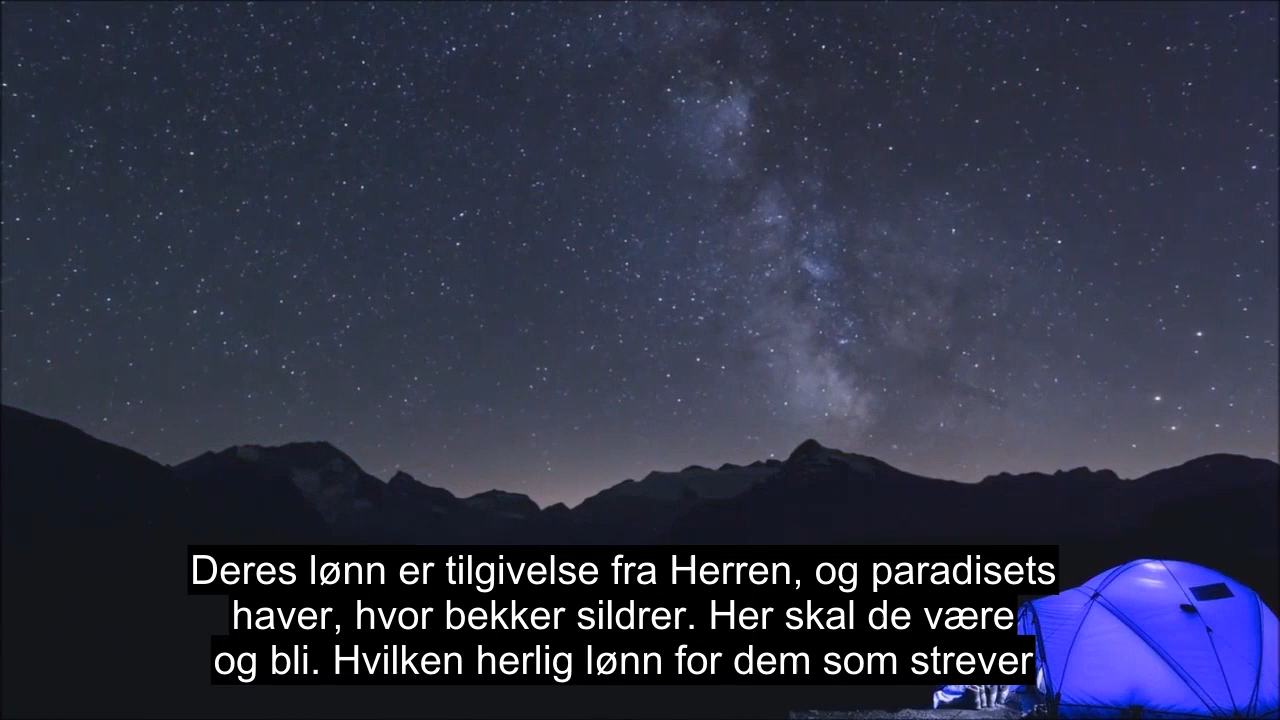 Deres lønn er tilgivelse fra Herren, og paradisets
haver, hvor bekker sildrer. Her skal de være
og bli. Hvilken herlig lønn for dem som strever